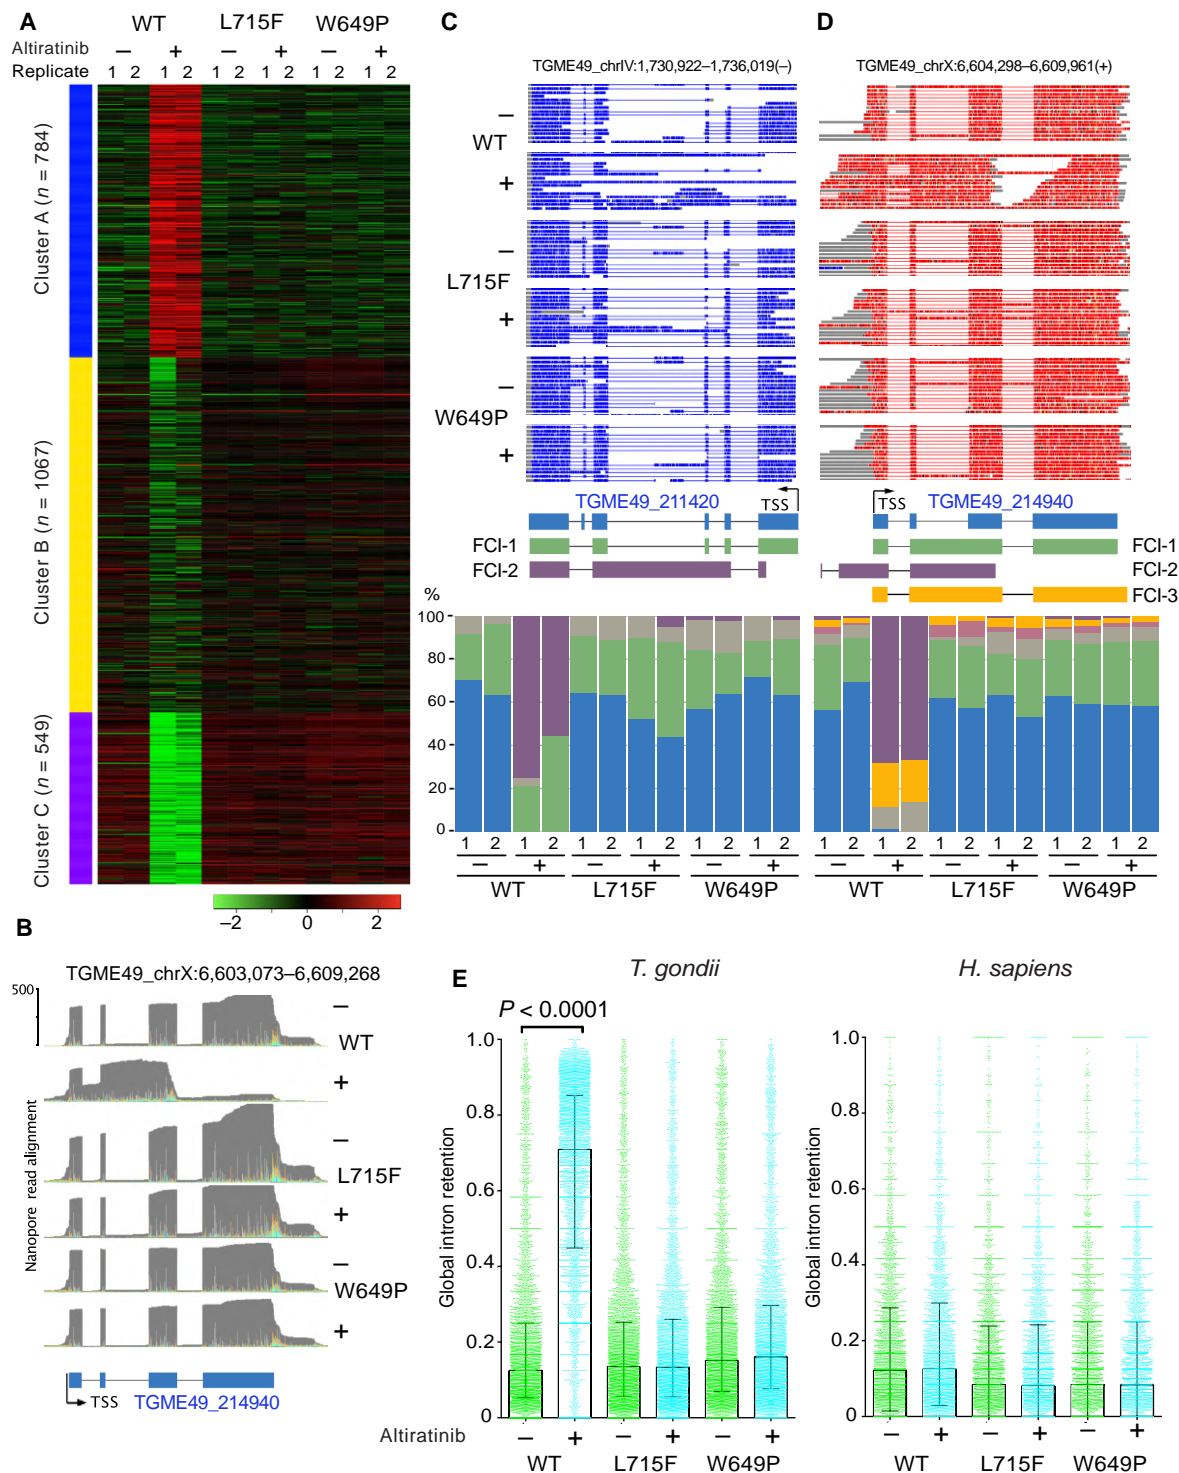 A
WT L715F W649P
Altiratinib − + − + − +
Replicate 1 2 1 2 1 2 1 2 1 2 1 2
Cluster A (n = 784)
Cluster B (n = 1067)
Cluster C (n = 549)
−2 0 2
B
TGME49_chrX:6,603,073–6,609,268
500
Nanopore read alignment
−
WT
+
−
L715F
+
−
W649P
+
TSS TGME49_214940
C
TGME49_chrIV:1,730,922–1,736,019(−)
−
WT
+
−
L715F
+
−
W649P
+
TGME49_211420 TSS
FCI-1
FCI-2
%
100
80
60
40
20
0
1 2 1 2 1 2 1 2 1 2 1 2
− + − + − +
WT L715F W649P
D
TGME49_chrX:6,604,298–6,609,961(+)
TSS TGME49_214940
FCI-1
FCI-2
FCI-3
1 2 1 2 1 2 1 2 1 2 1 2
− + − + − +
WT L715F W649P
E
T. gondii
P < 0.0001
Global intron retention
1.0
0.8
0.6
0.4
0.2
0
Altiratinib − + − + − +
WT L715F W649P
H. sapiens
Global intron retention
1.0
0.8
0.6
0.4
0.2
0
− + − + − +
WT L715F W649P